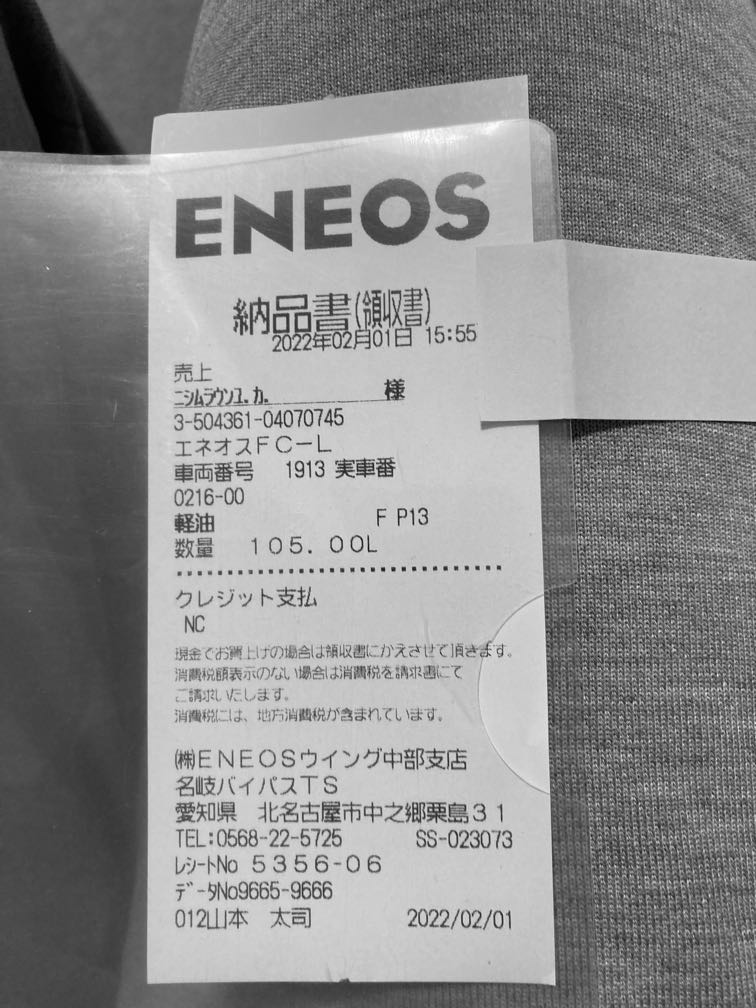 ENEOS
納品書(領収書)
2022年02月01日 15:55
売上
ニシムラウンユ.カ. 様
3-504361-04070745
エネオスFC-L
車両番号 1913 実車番
0216-00
軽油 F P13
数量 105.00L
クレジット支払
NC
現金でお買上げの場合は領収書にかえさせて頂きます。
消費税額表示のない場合は消費税を請求書にて
ご請求いたします。
消費税には、地方消費税が含まれています。
㈱ENEOSウイング中部支店
名岐バイパスTS
愛知県 北名古屋市中之郷栗島31
TEL:0568-22-5725 SS-023073
レシートNo 5356-06
データNo9665-9666
012山本 太司 2022/02/01